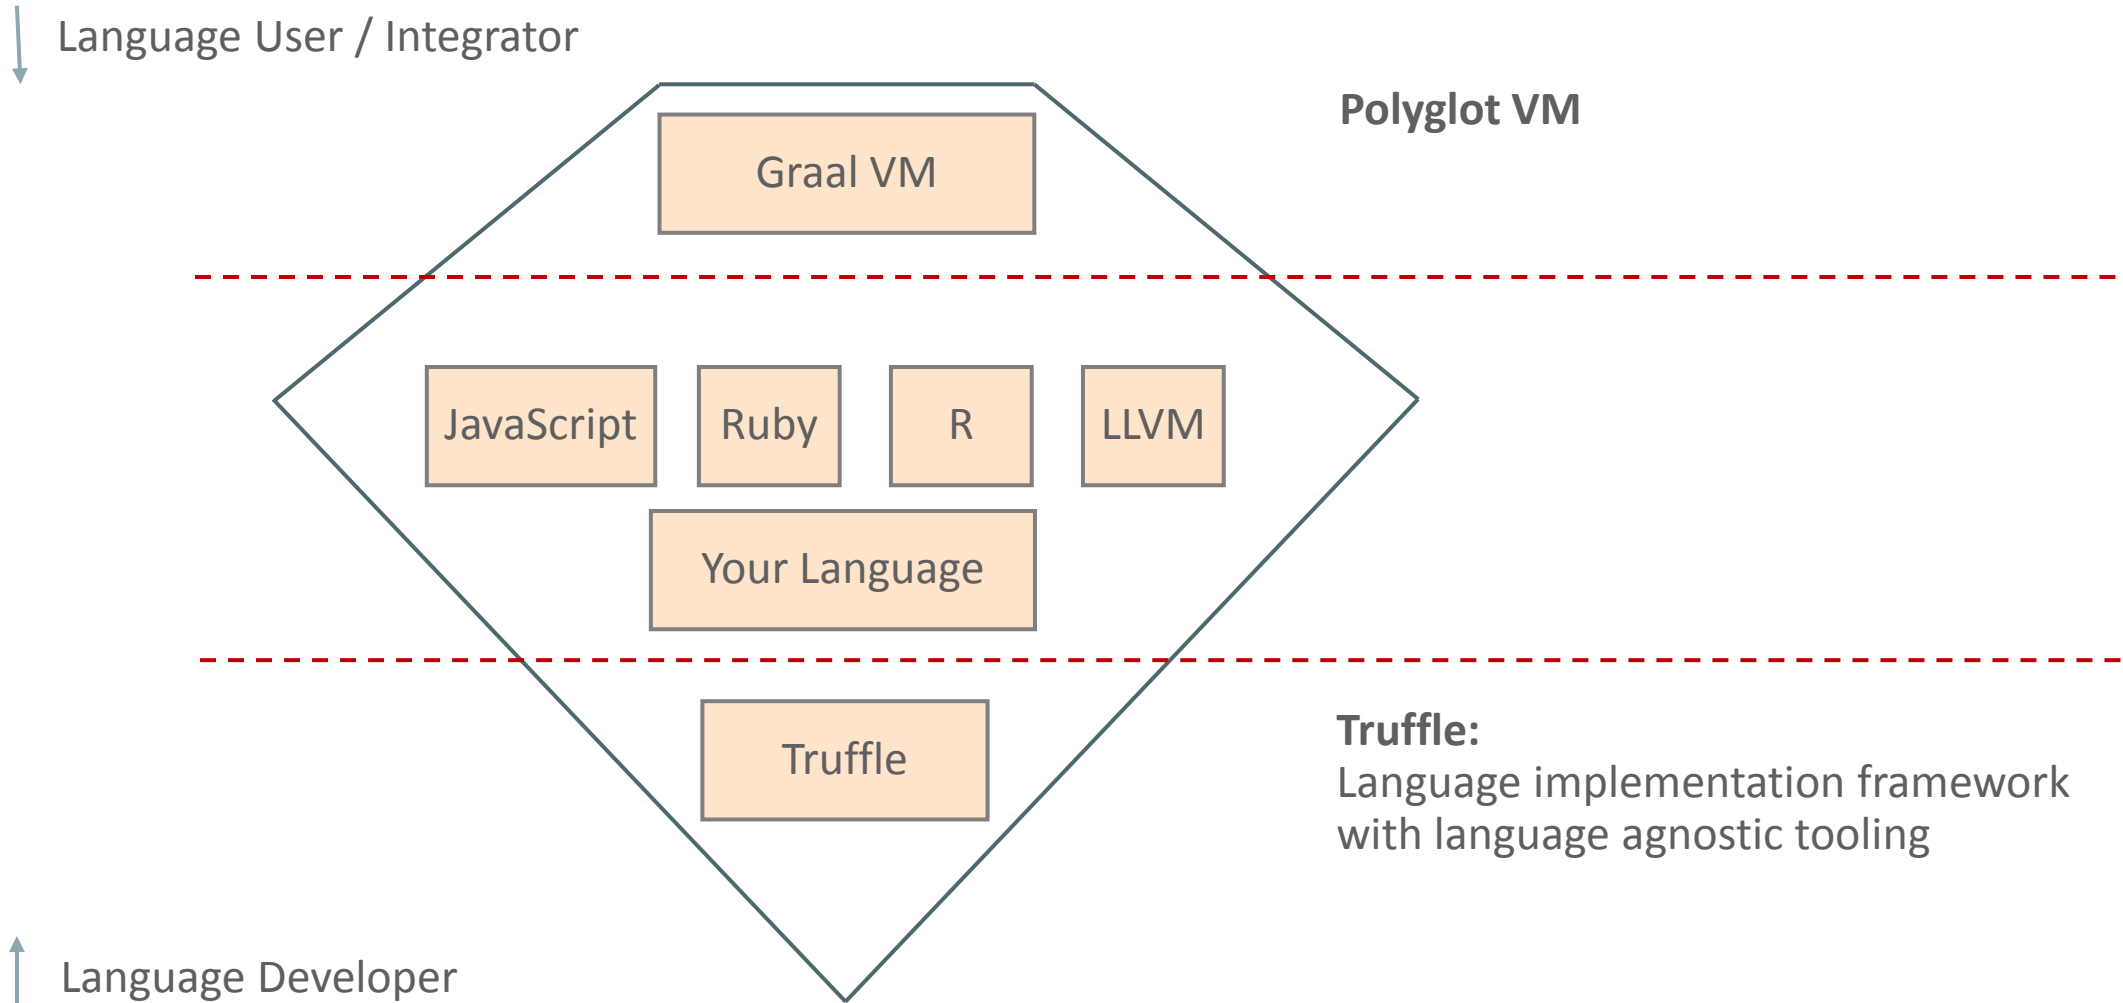 Language User / Integrator
Polyglot VM
Graal VM
JavaScript
Ruby
R
LLVM
Your Language
Truffle
Truffle:
Language implementation framework
with language agnostic tooling
Language Developer